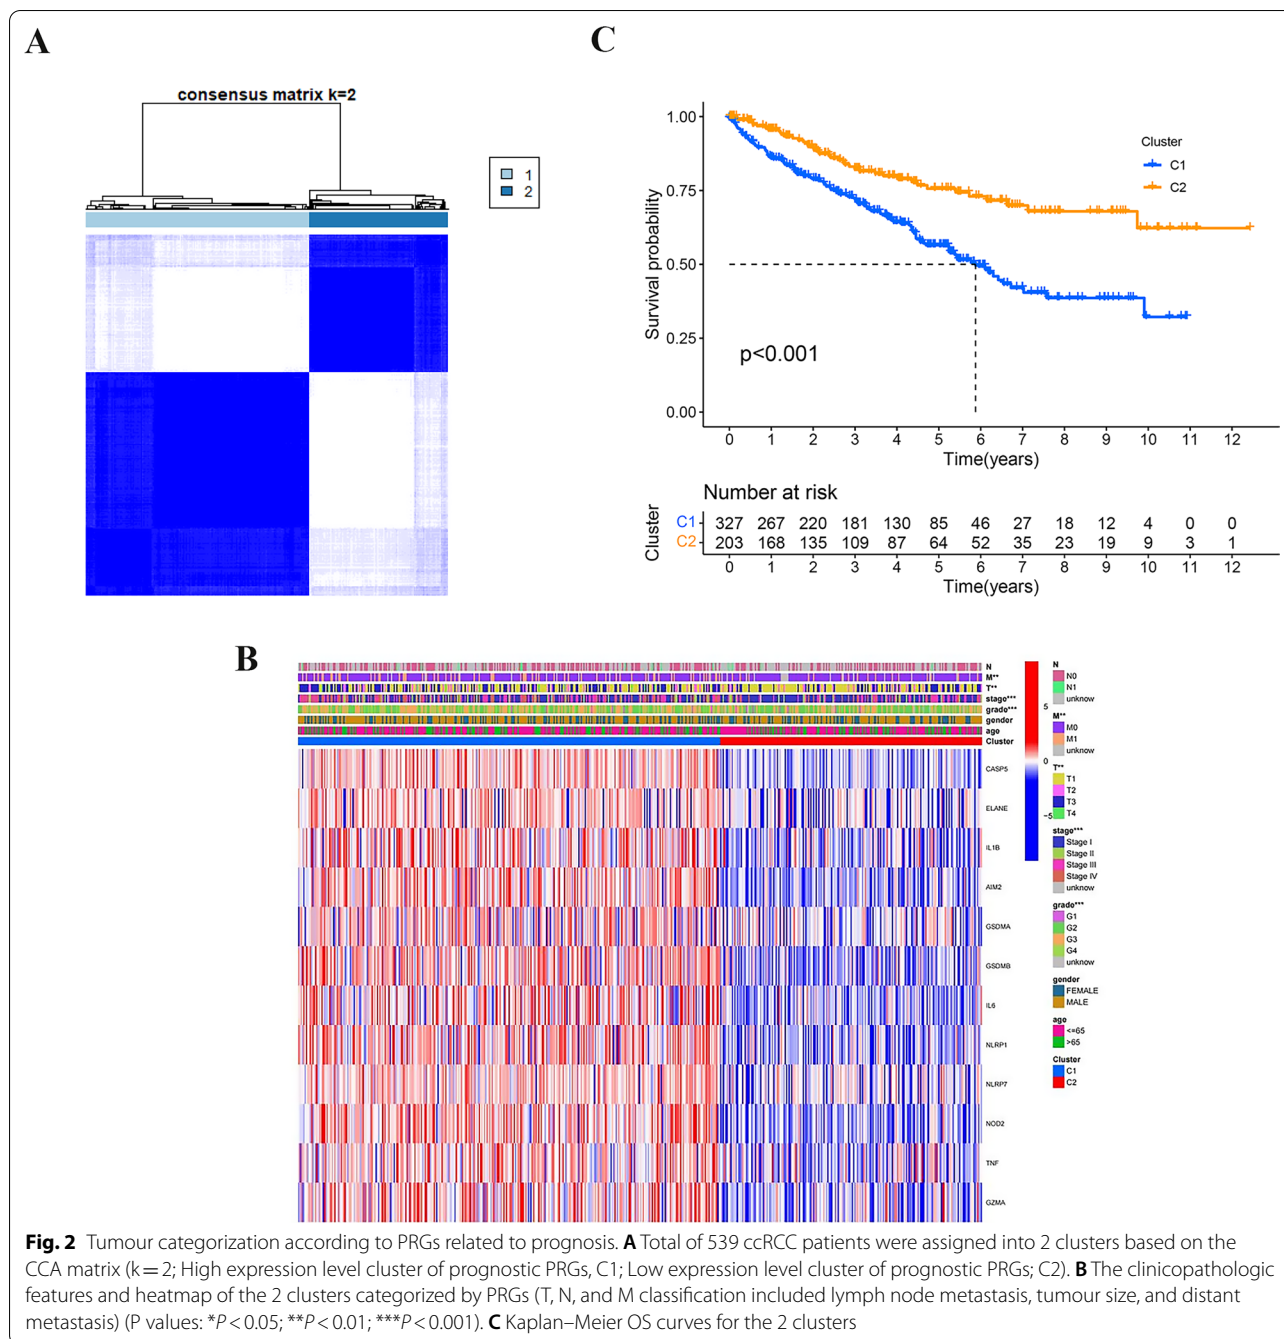 A
consensus matrix k=2
1
2
C
1.00
0.75
0.50
0.25
0.00
Survival probability
Cluster
C1
C2
p<0.001
0 1 2 3 4 5 6 7 8 9 10 11 12
Time(years)
Number at risk
Cluster
C1 327 267 220 181 130 85 46 27 18 12 4 0 0
C2 203 168 135 109 87 64 52 35 23 19 9 3 1
0 1 2 3 4 5 6 7 8 9 10 11 12
Time(years)
B
N
M**
T**
stago***
grado***
gender
age
Cluster
CASP5
ELANE
IL1B
AIM2
GSDMA
GSDMB
IL6
NLRP1
NLRP7
NOD2
TNF
GZMA
5
0
−5
N
N0
N1
unknow
M**
M0
M1
unknow
T**
T1
T2
T3
T4
stago***
Stage I
Stage II
Stage III
Stage IV
unknow
grado***
G1
G2
G3
G4
unknow
gender
FEMALE
MALE
ago
<=65
>65
Cluster
C1
C2
Fig. 2 Tumour categorization according to PRGs related to prognosis. A Total of 539 ccRCC patients were assigned into 2 clusters based on the
CCA matrix (k = 2; High expression level cluster of prognostic PRGs, C1; Low expression level cluster of prognostic PRGs; C2). B The clinicopathologic
features and heatmap of the 2 clusters categorized by PRGs (T, N, and M classification included lymph node metastasis, tumour size, and distant
metastasis) (P values: *P < 0.05; **P < 0.01; ***P < 0.001). C Kaplan–Meier OS curves for the 2 clusters